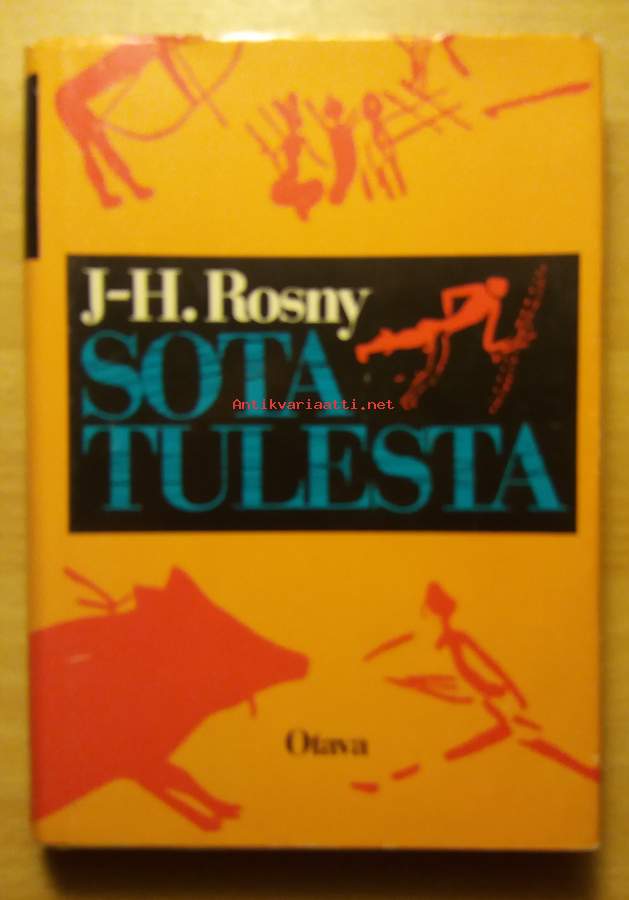 J-H. Rosny
SOTA
Antikvariaatti.net
TULESTA
Otava